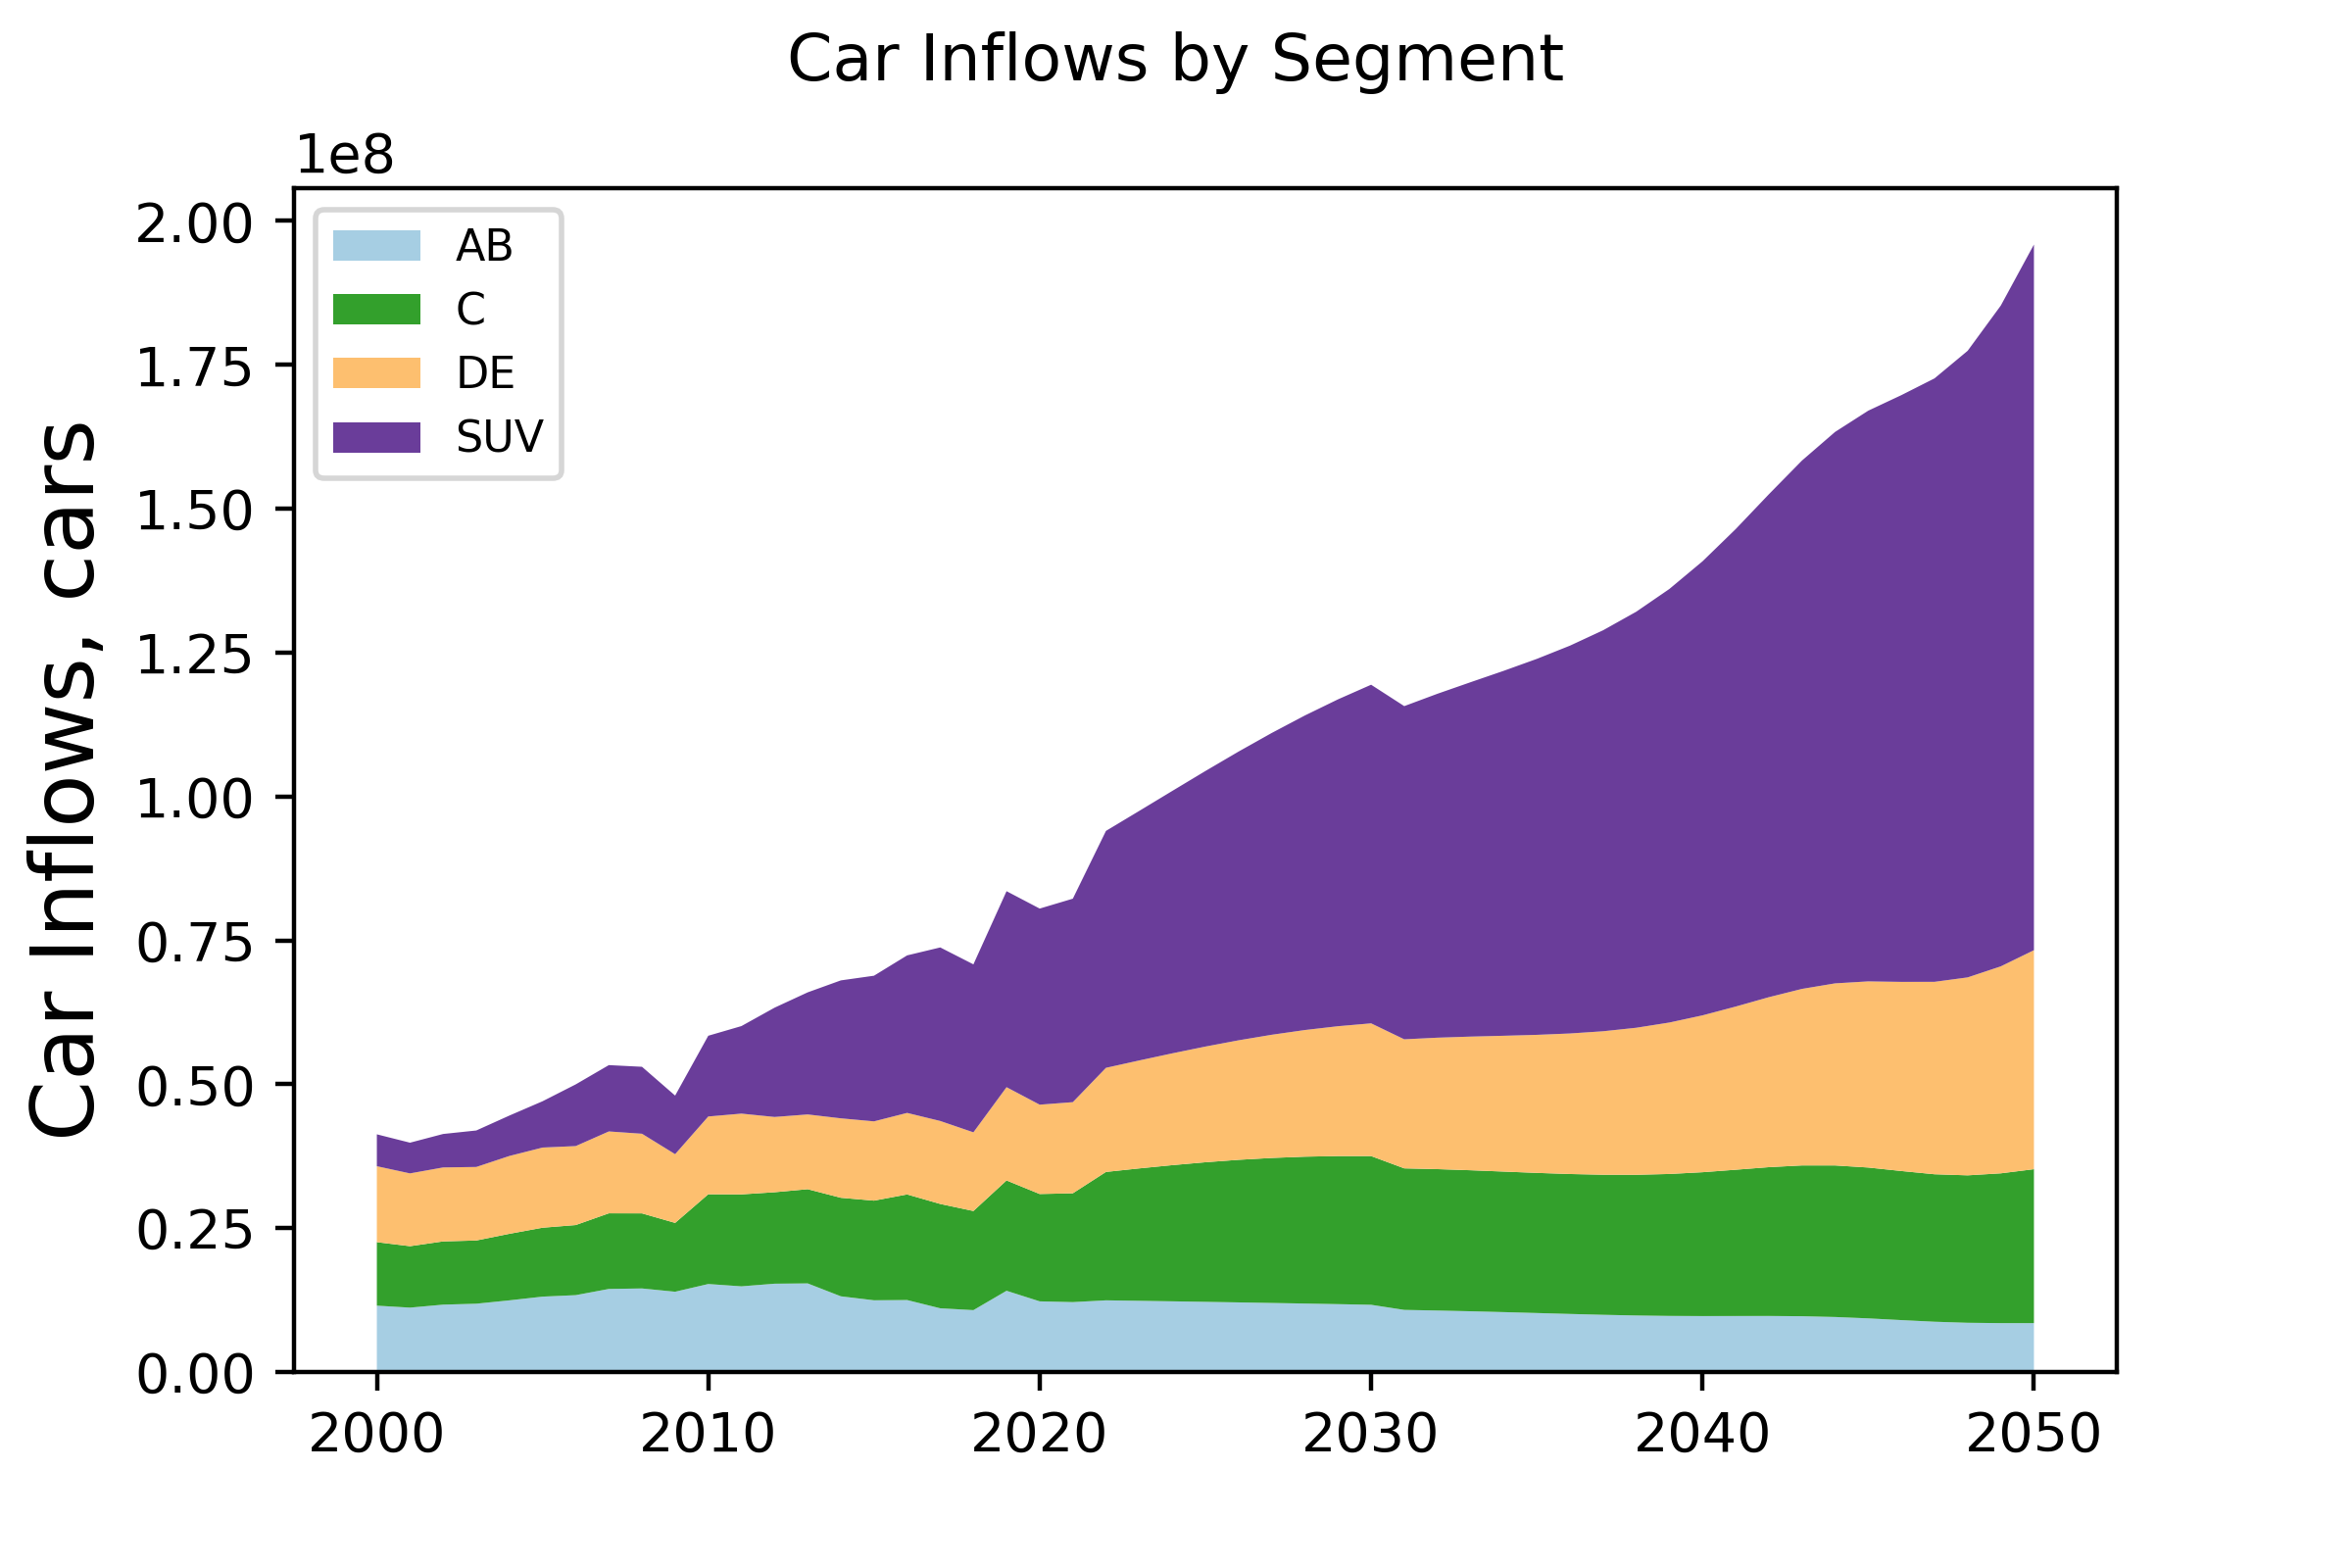 Car Inflows by Segment
1e8
2.00
1.75
1.50
1.25
1.00
0.75
0.50
0.25
0.00
Car Inflows, cars
AB
C
DE
SUV
2000 2010 2020 2030 2040 2050